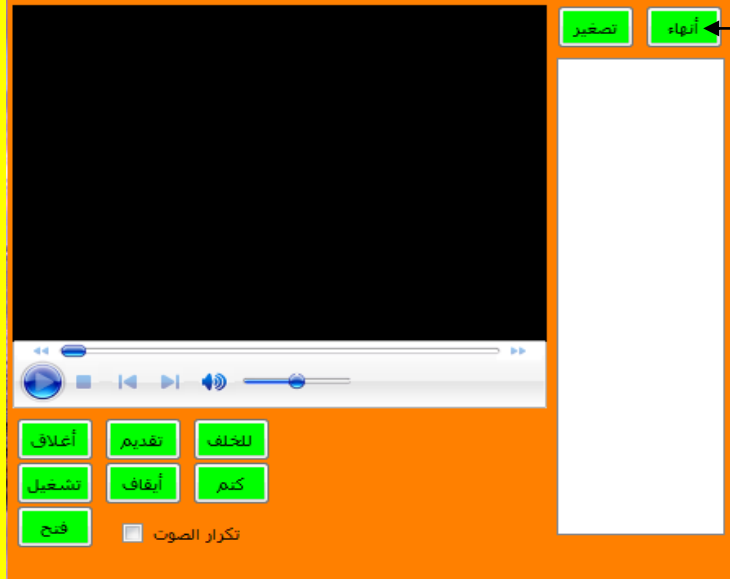 أنهاء
تصغير
للخلف
تقديم
أغلاق
كتم
أيقاف
تشغيل
فتح
تكرار الصوت